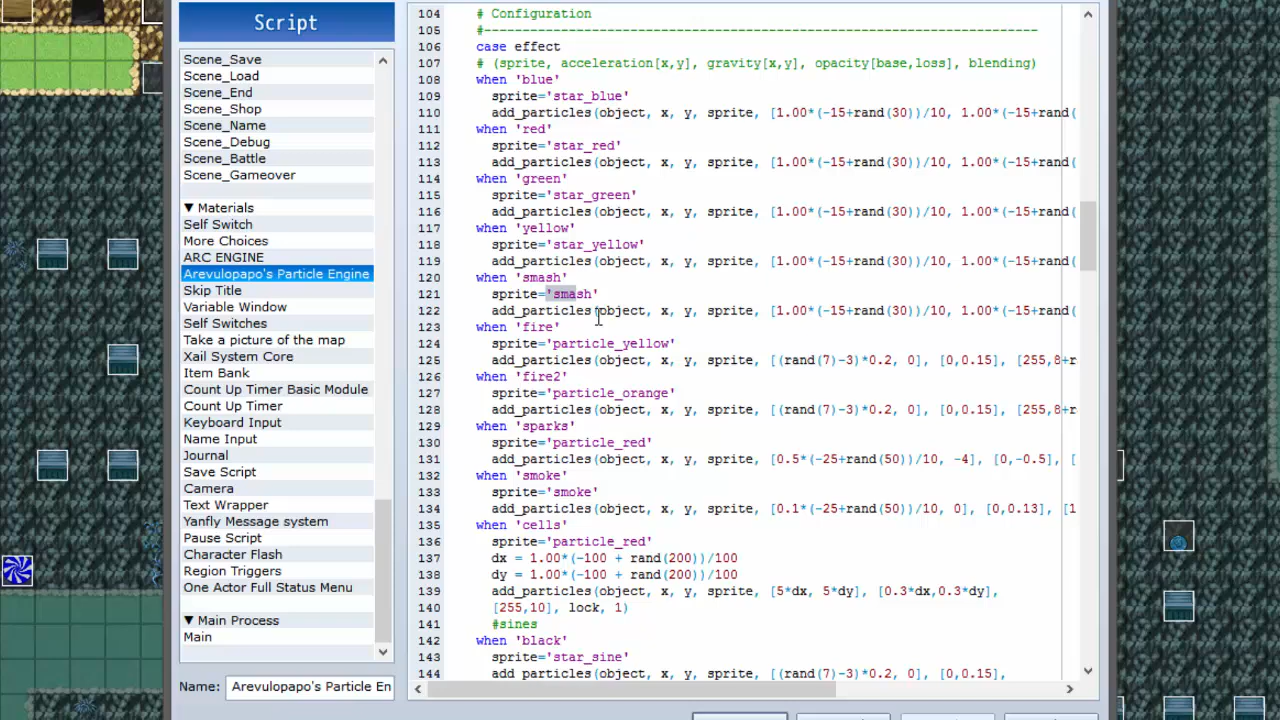 Script
Scene_Save
Scene_Load
Scene_End
Scene_Shop
Scene_Name
Scene_Debug
Scene_Battle
Scene_Gameover
▼ Materials
Self Switch
More Choices
ARC ENGINE
Arevulopapo's Particle Engine
Skip Title
Variable Window
Self Switches
Take a picture of the map
Xail System Core
Item Bank
Count Up Timer Basic Module
Count Up Timer
Keyboard Input
Name Input
Journal
Save Script
Camera
Text Wrapper
Yanfly Message system
Pause Script
Character Flash
Region Triggers
One Actor Full Status Menu
▼ Main Process
Main
Name: Arevulopapo's Particle En
104 # Configuration
105 #------------------------------------------------------------------------
106 case effect
107 # (sprite, acceleration[x,y], gravity[x,y], opacity[base,loss], blending)
108 when 'blue'
109 sprite='star_blue'
110 add_particles(object, x, y, sprite, [1.00*(-15+rand(30))/10, 1.00*(-15+rand(
111 when 'red'
112 sprite='star_red'
113 add_particles(object, x, y, sprite, [1.00*(-15+rand(30))/10, 1.00*(-15+rand(
114 when 'green'
115 sprite='star_green'
116 add_particles(object, x, y, sprite, [1.00*(-15+rand(30))/10, 1.00*(-15+rand(
117 when 'yellow'
118 sprite='star_yellow'
119 add_particles(object, x, y, sprite, [1.00*(-15+rand(30))/10, 1.00*(-15+rand(
120 when 'smash'
121 sprite='smash'
122 add_particles(object, x, y, sprite, [1.00*(-15+rand(30))/10, 1.00*(-15+rand(
123 when 'fire'
124 sprite='particle_yellow'
125 add_particles(object, x, y, sprite, [(rand(7)-3)*0.2, 0], [0,0.15], [255,8+r
126 when 'fire2'
127 sprite='particle_orange'
128 add_particles(object, x, y, sprite, [(rand(7)-3)*0.2, 0], [0,0.15], [255,8+r
129 when 'sparks'
130 sprite='particle_red'
131 add_particles(object, x, y, sprite, [0.5*(-25+rand(50))/10, -4], [0,-0.5], [
132 when 'smoke'
133 sprite='smoke'
134 add_particles(object, x, y, sprite, [0.1*(-25+rand(50))/10, 0], [0,0.13], [1
135 when 'cells'
136 sprite='particle_red'
137 dx = 1.00*(-100 + rand(200))/100
138 dy = 1.00*(-100 + rand(200))/100
139 add_particles(object, x, y, sprite, [5*dx, 5*dy], [0.3*dx,0.3*dy],
140 [255,10], lock, 1)
141 #sines
142 when 'black'
143 sprite='star_sine'
144 add_particles(object, x, y, sprite, [(rand(7)-3)*0.2, 0], [0,0.15],